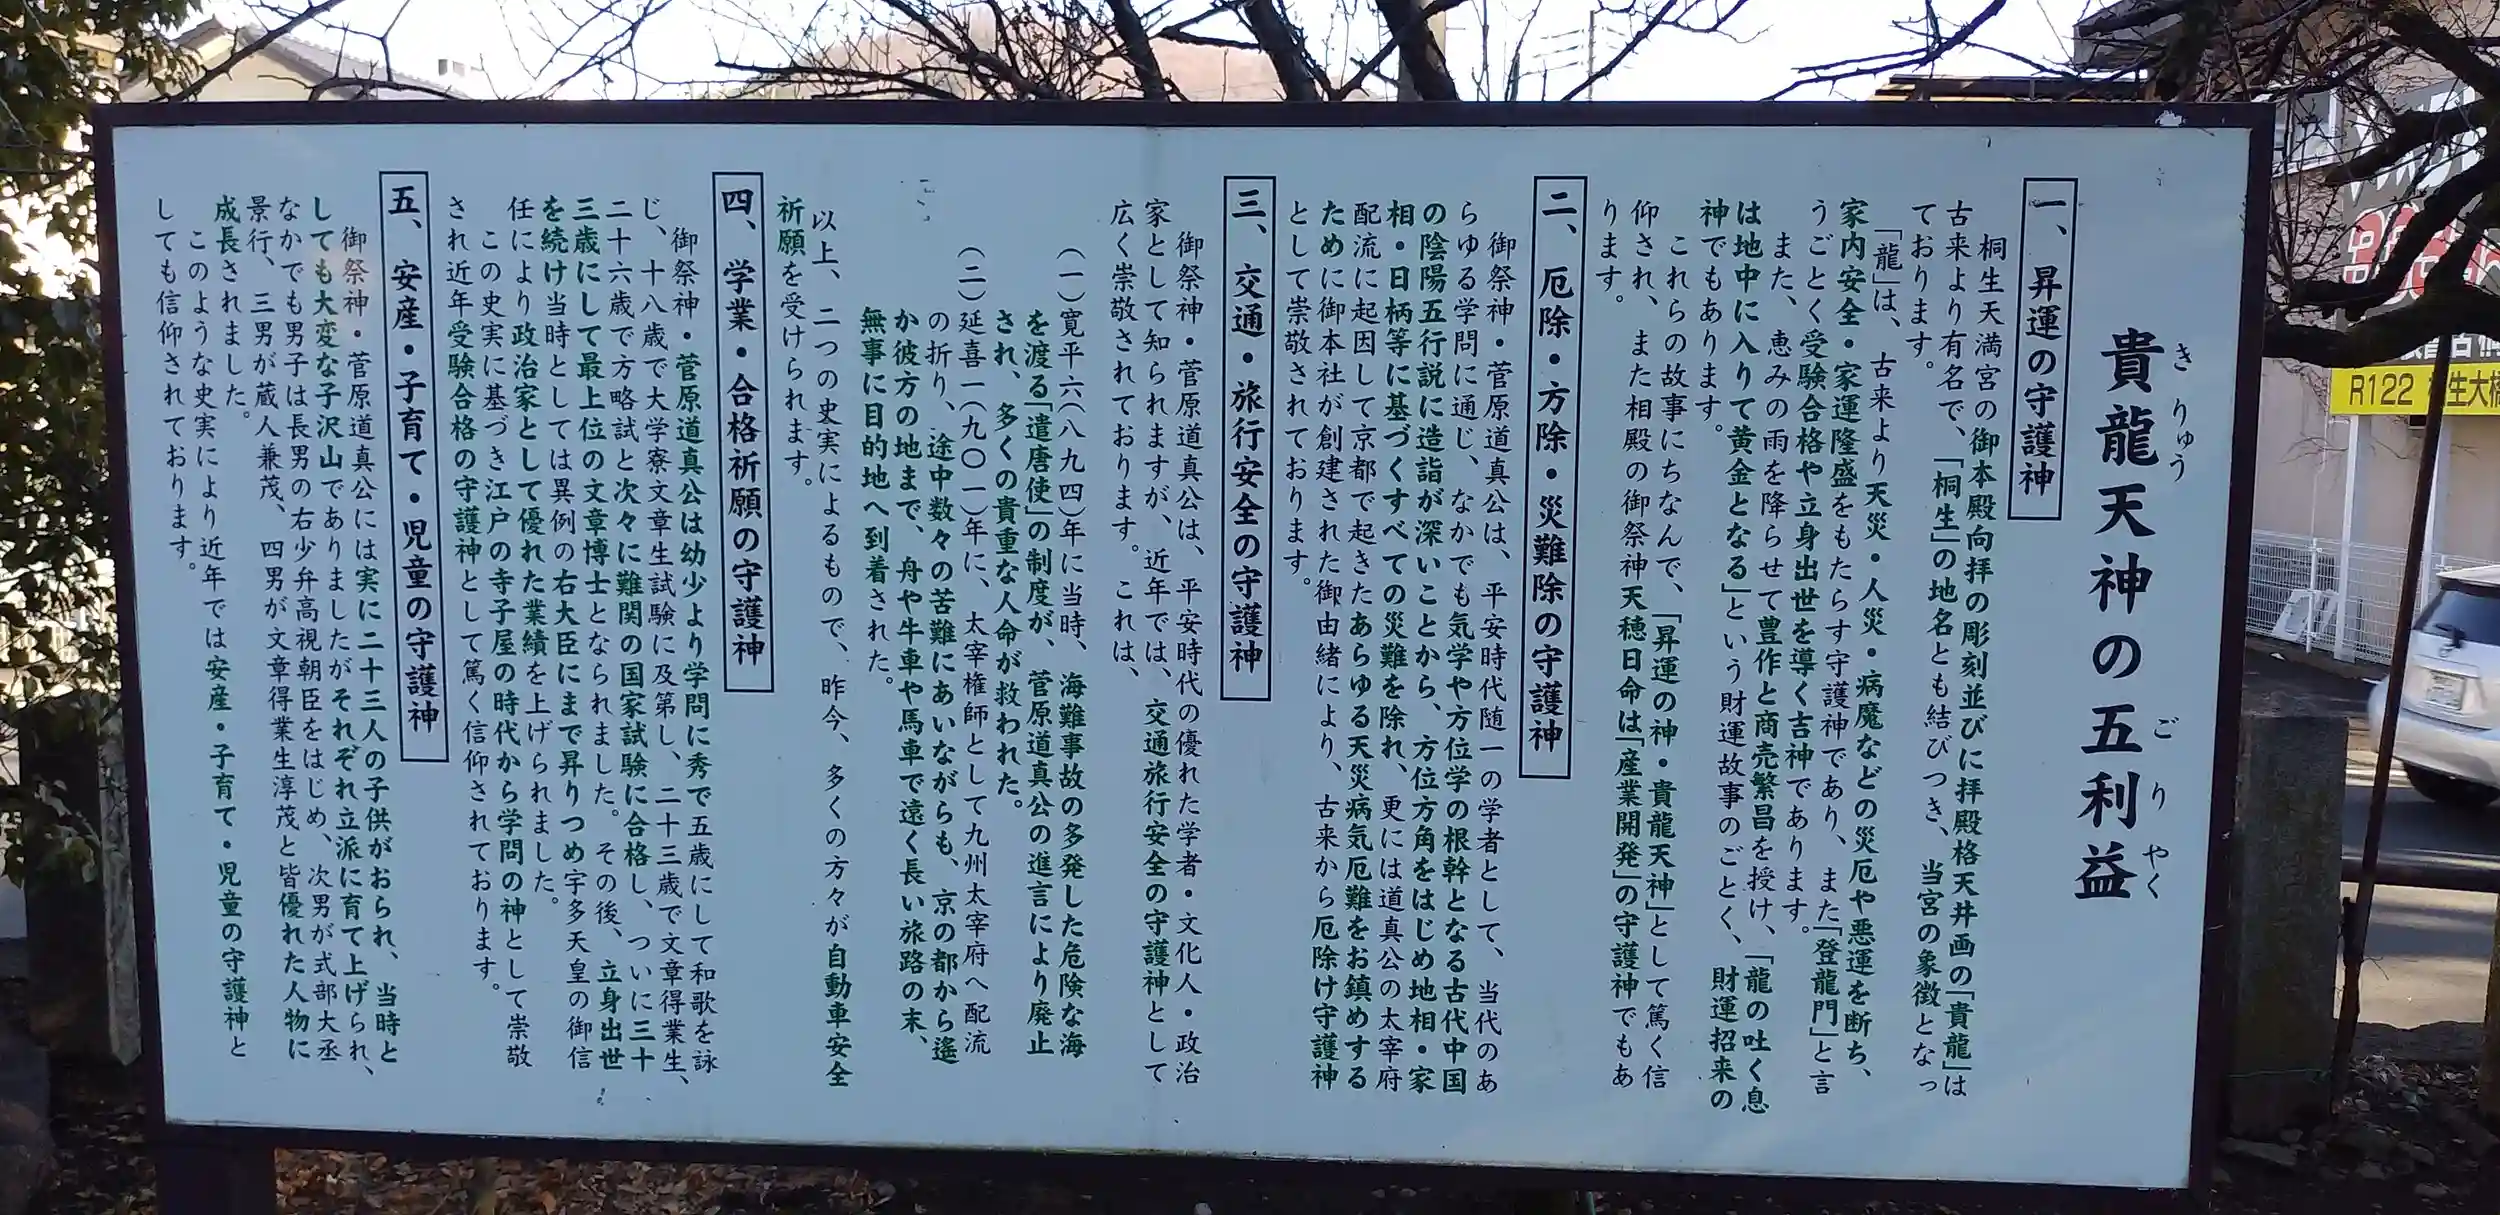 貴龍天神の五利益
きりゅう
ごりやく
一、昇運の守護神
桐生天満宮の御本殿向拝の彫刻並びに拝殿格天井画の「貴龍」は
古来より有名で、「桐生」の地名とも結びつき、当宮の象徴となっ
ております。
「龍」は、古来より天災・人災・病魔などの災厄や悪運を断ち、
家内安全・家運隆盛をもたらす守護神であり、また「登龍門」と言
うごとく受験合格や立身出世を導く吉神であります。
また、恵みの雨を降らせて豊作と商売繁昌を授け、「龍の吐く息
は地中に入りて黄金となる」という財運故事のごとく、財運招来の
神でもあります。
これらの故事にちなんで、「昇運の神・貴龍天神」として篤く信
仰され、また相殿の御祭神天穂日命は「産業開発」の守護神でもあ
ります。
二、厄除・方除・災難除の守護神
御祭神・菅原道真公は、平安時代随一の学者として、当代のあ
らゆる学問に通じ、なかでも気学や方位学の根幹となる古代中国
の陰陽五行説に造詣が深いことから、方位方角をはじめ地相・家
相・日柄等に基づくすべての災難を除れ、更には道真公の太宰府
配流に起因して京都で起きたあらゆる天災病気厄難をお鎮めする
ために御本社が創建された御由緒により、古来から厄除け守護神
として崇敬されております。
三、交通・旅行安全の守護神
御祭神・菅原道真公は、平安時代の優れた学者・文化人・政治
家として知られますが、近年では、交通旅行安全の守護神として
広く崇敬されております。これは、
(一)寛平六(八九四)年に当時、海難事故の多発した危険な海
を渡る「遣唐使」の制度が、菅原道真公の進言により廃止
され、多くの貴重な人命が救われた。
(二)延喜一(九〇一)年に、太宰権師として九州太宰府へ配流
の折り、途中数々の苦難にあいながらも、京の都から遙
か彼方の地まで、舟や牛車や馬車で遠く長い旅路の末、
無事に目的地へ到着された。
以上、二つの史実によるもので、昨今、多くの方々が自動車安全
祈願を受けられます。
四、学業・合格祈願の守護神
御祭神・菅原道真公は幼少より学問に秀で五歳にして和歌を詠
じ、十八歳で大学寮文章生試験に及第し、二十三歳で文章得業生、
二十六歳で方略試と次々に難関の国家試験に合格し、ついに三十
三歳にして最上位の文章博士となられました。その後、立身出世
を続け当時としては異例の右大臣にまで昇りつめ宇多天皇の御信
任により政治家として優れた業績を上げられました。
この史実に基づき江戸の寺子屋の時代から学問の神として崇敬
され近年受験合格の守護神として篤く信仰されております。
五、安産・子育て・児童の守護神
御祭神・菅原道真公には実に二十三人の子供がおられ、当時と
しても大変な子沢山でありましたがそれぞれ立派に育て上げられ、
なかでも男子は長男の右少弁高視朝臣をはじめ、次男が式部大丞
景行、三男が蔵人兼茂、四男が文章得業生淳茂と皆優れた人物に
成長されました。
このような史実により近年では安産・子育て・児童の守護神と
しても信仰されております。
R122